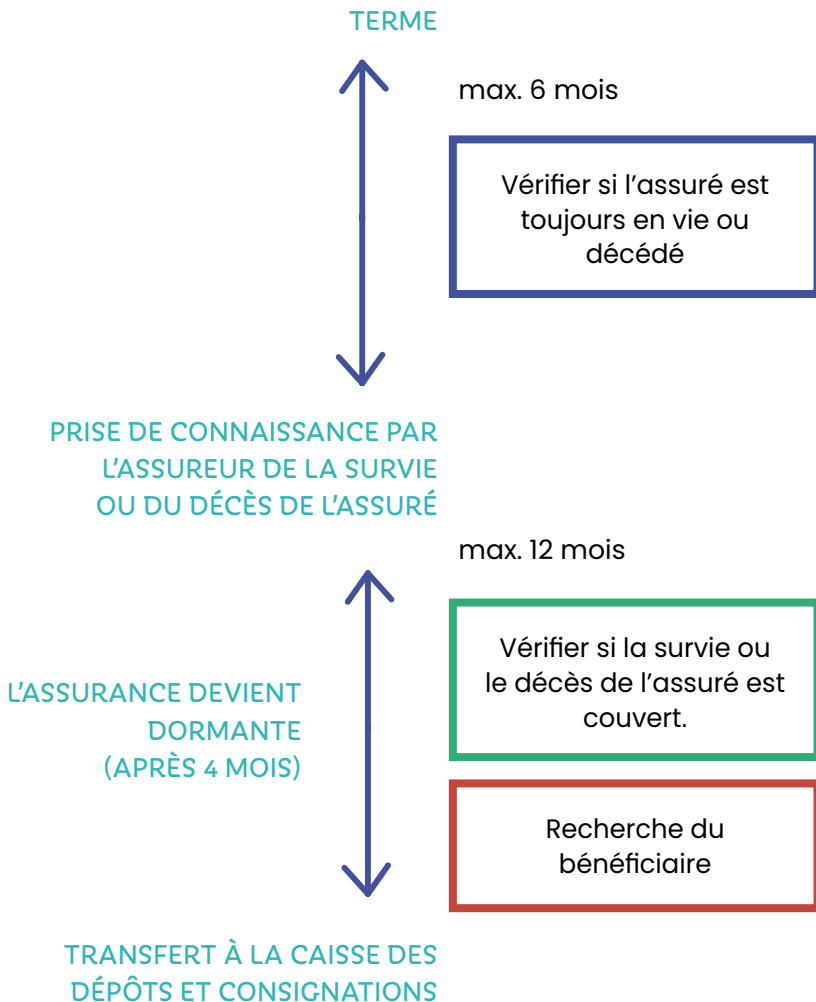 TERME
max. 6 mois
Vérifier si l'assuré est
toujours en vie ou
décédé
PRISE DE CONNAISSANCE PAR
L'ASSUREUR DE LA SURVIE
OU DU DÉCÈS DE L'ASSURÉ
max. 12 mois
Vérifier si la survie ou
le décès de l'assuré est
couvert.
L'ASSURANCE DEVIENT
DORMANTE
(APRÈS 4 MOIS)
Recherche du
bénéficiaire
TRANSFERT À LA CAISSE DES
DÉPÔTS ET CONSIGNATIONS